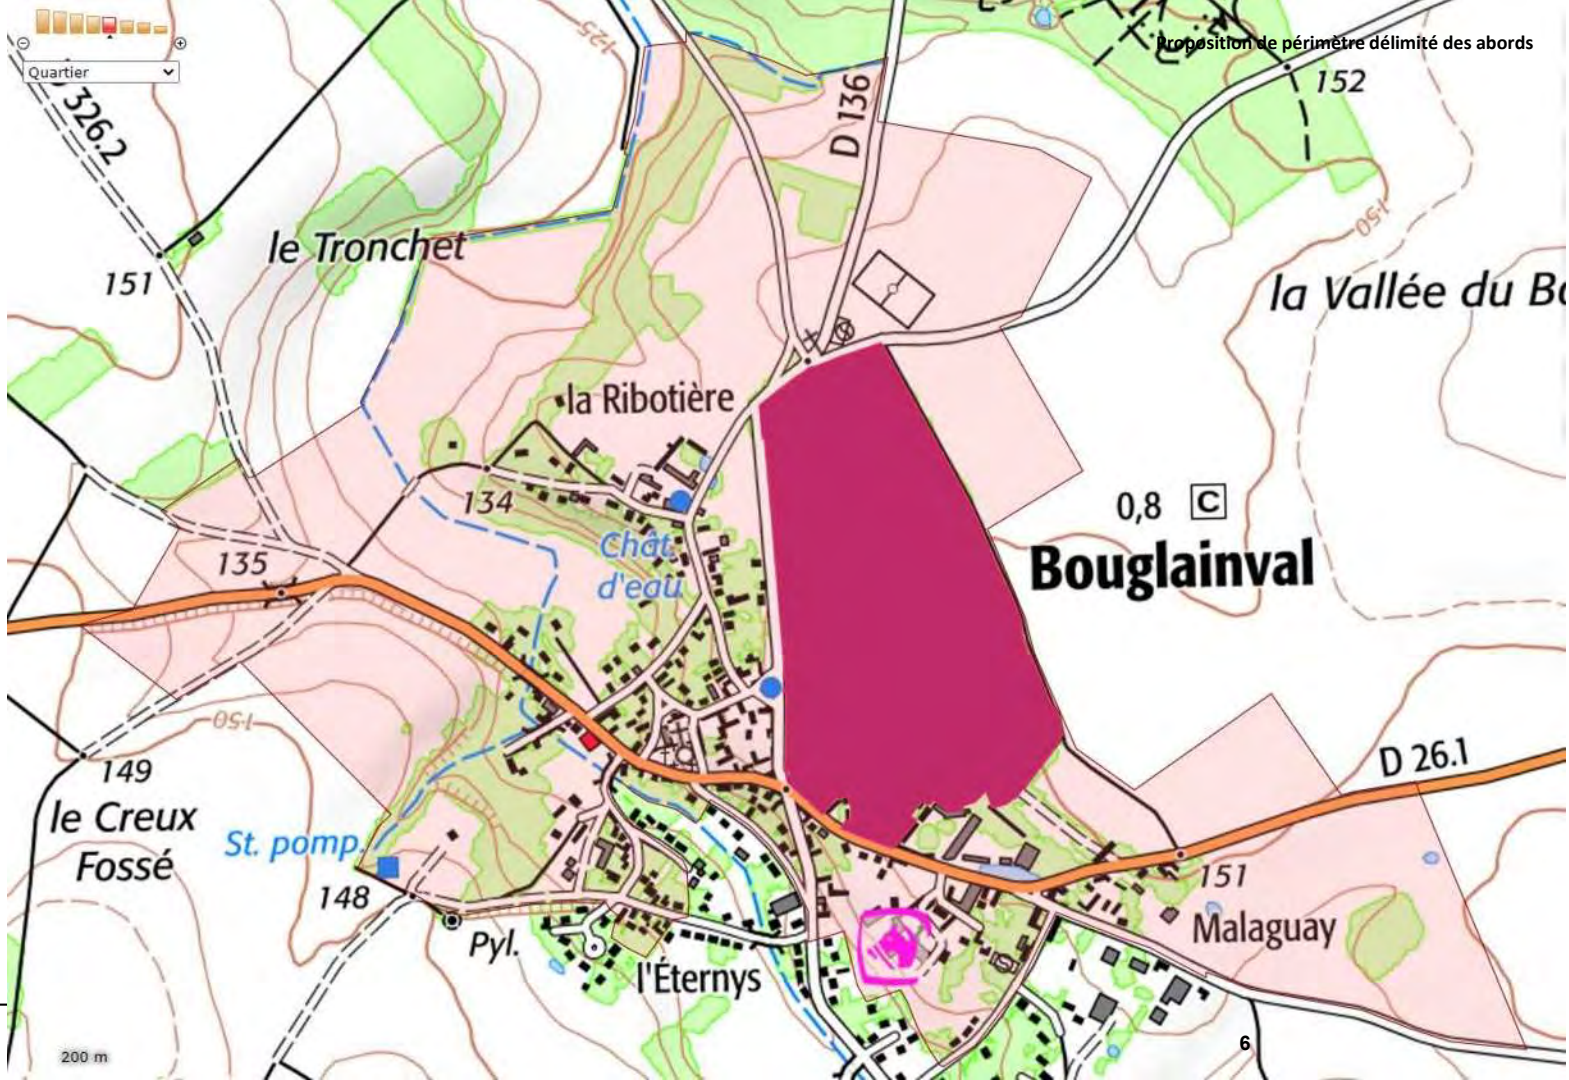 Proposition de périmètre délimité des abords
Quartier
152
125
326.2
D 136
150
le Tronchet
151
la Vallée du Bo
la Ribotière
134
0,8 C
Chât.
d'eau
Bouglainval
135
150
D 26.1
149
le Creux
Fossé
St. pomp.
151
148
Malaguay
Pyl.
l'Éternys
6
200 m